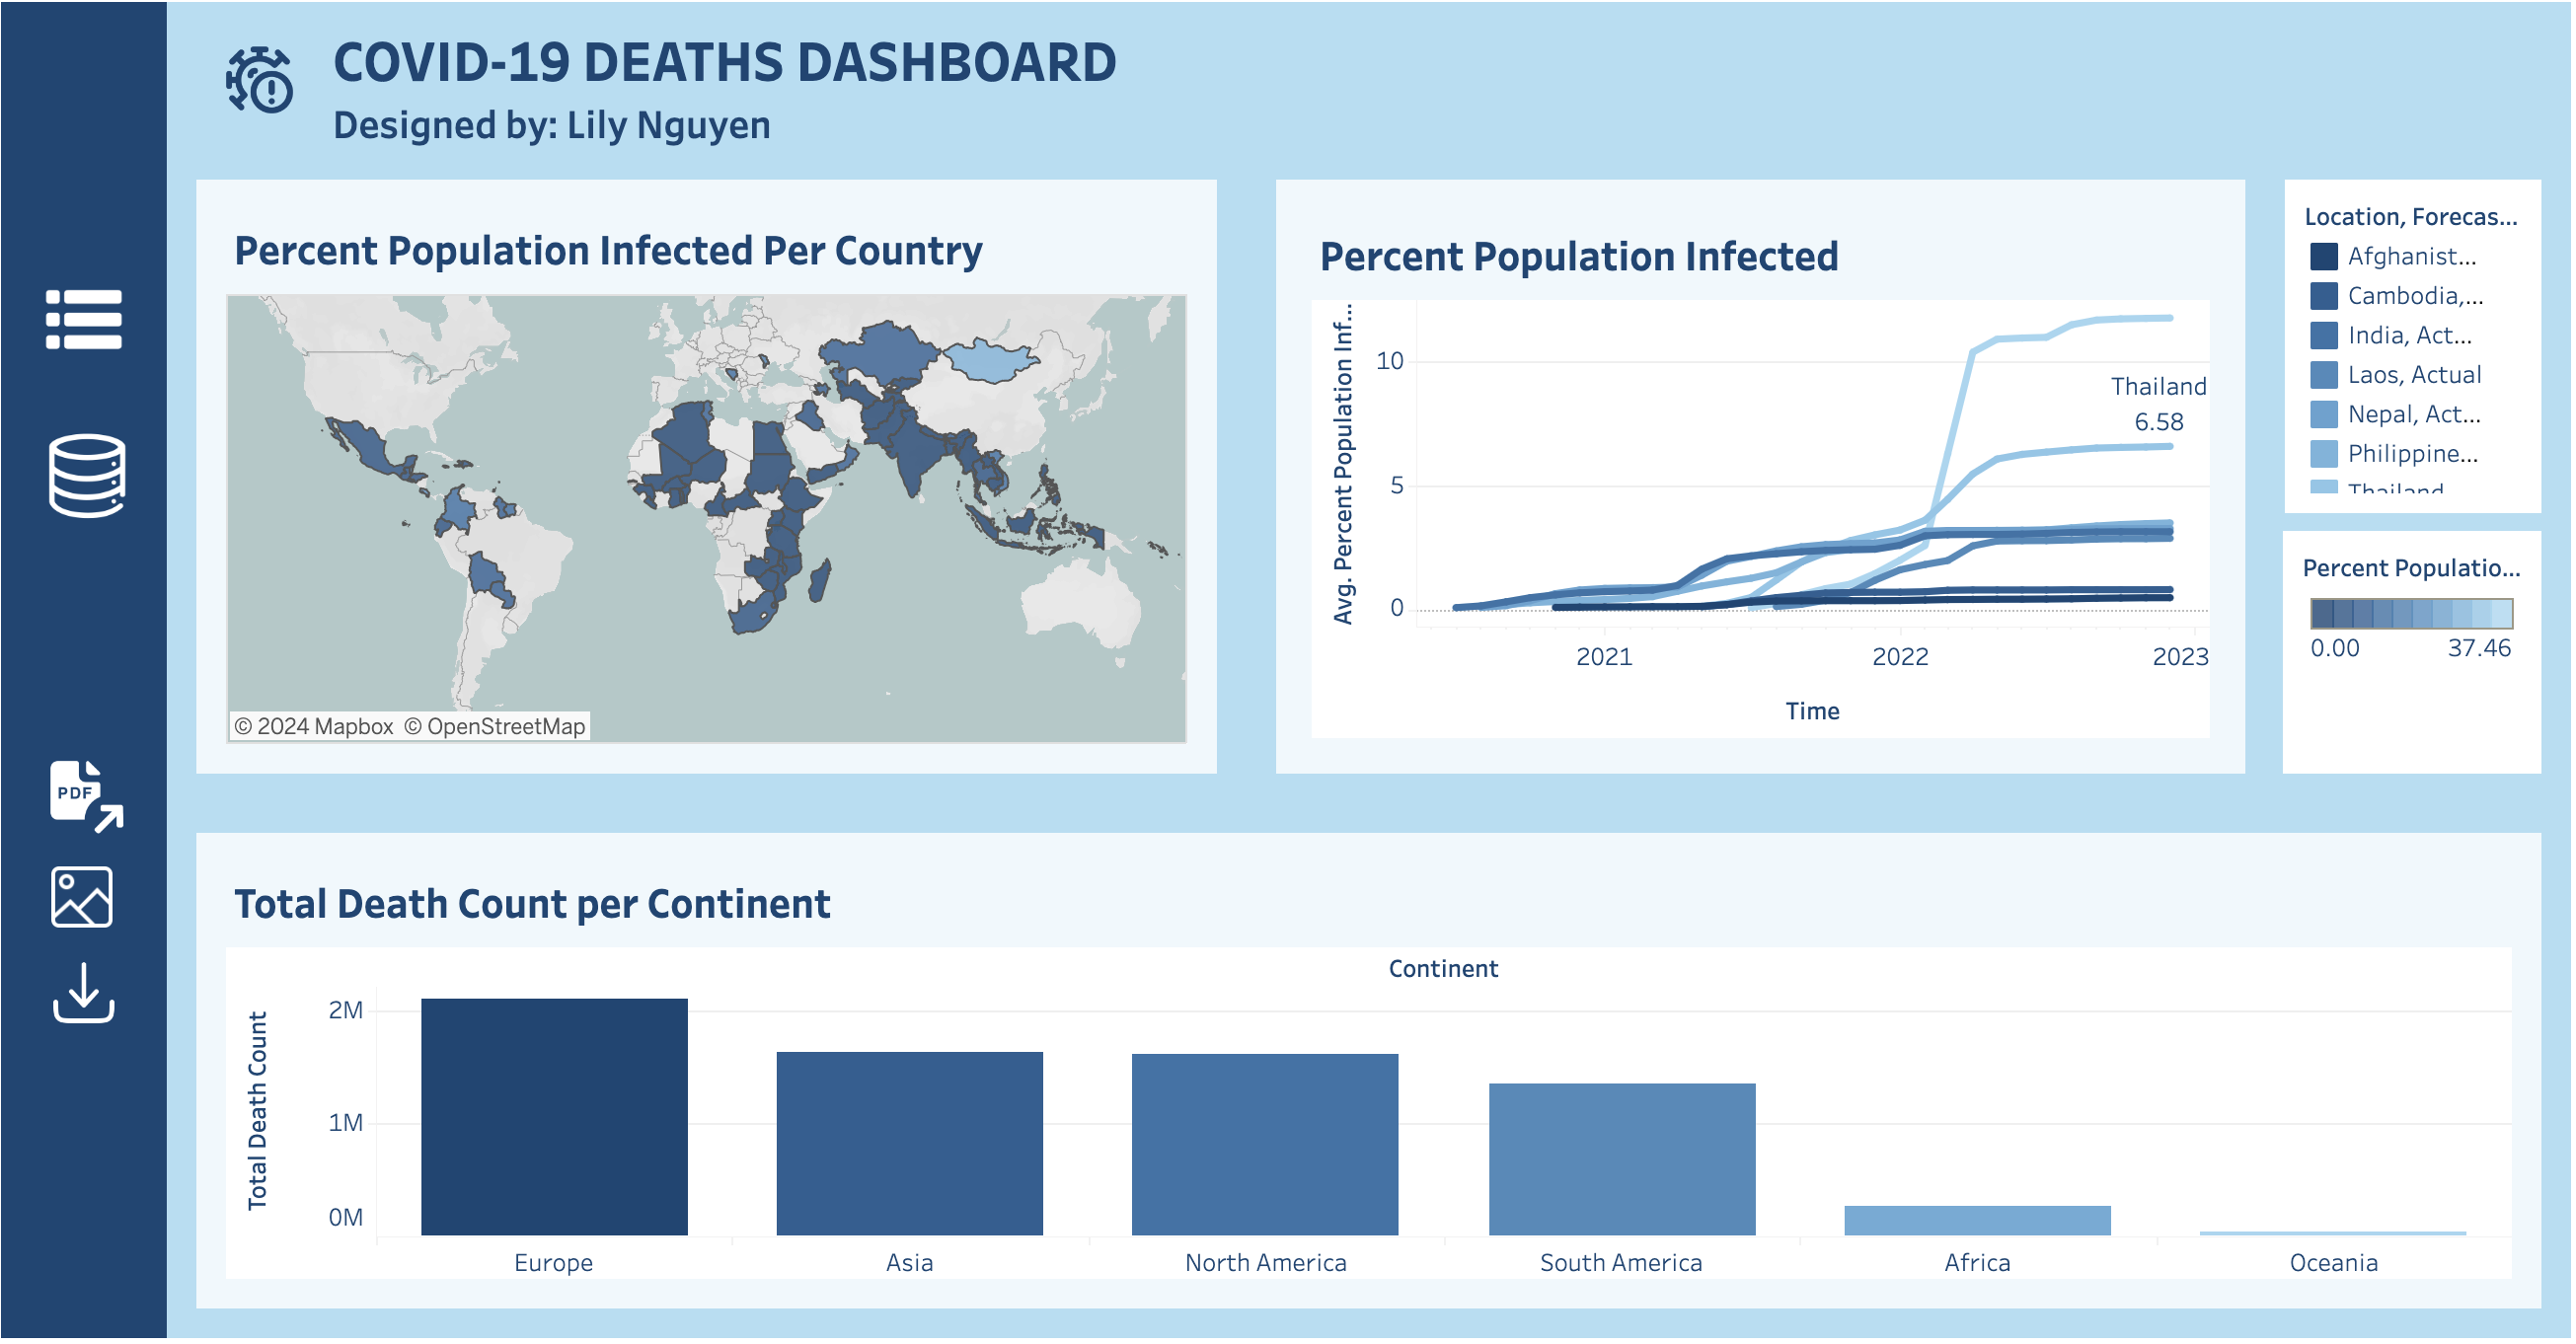 COVID-19 DEATHS DASHBOARD
Designed by: Lily Nguyen
PDF
Percent Population Infected Per Country
© 2024 Mapbox © OpenStreetMap
Percent Population Infected
Avg. Percent Population Inf...
10
5
0
Thailand
6.58
2021
2022
2023
Time
Location, Forecas...
Afghanist...
Cambodia,...
India, Act...
Laos, Actual
Nepal, Act...
Philippine...
Thailand
Percent Populatio...
0.00
37.46
Total Death Count per Continent
Continent
Total Death Count
2M
1M
0M
Europe
Asia
North America
South America
Africa
Oceania